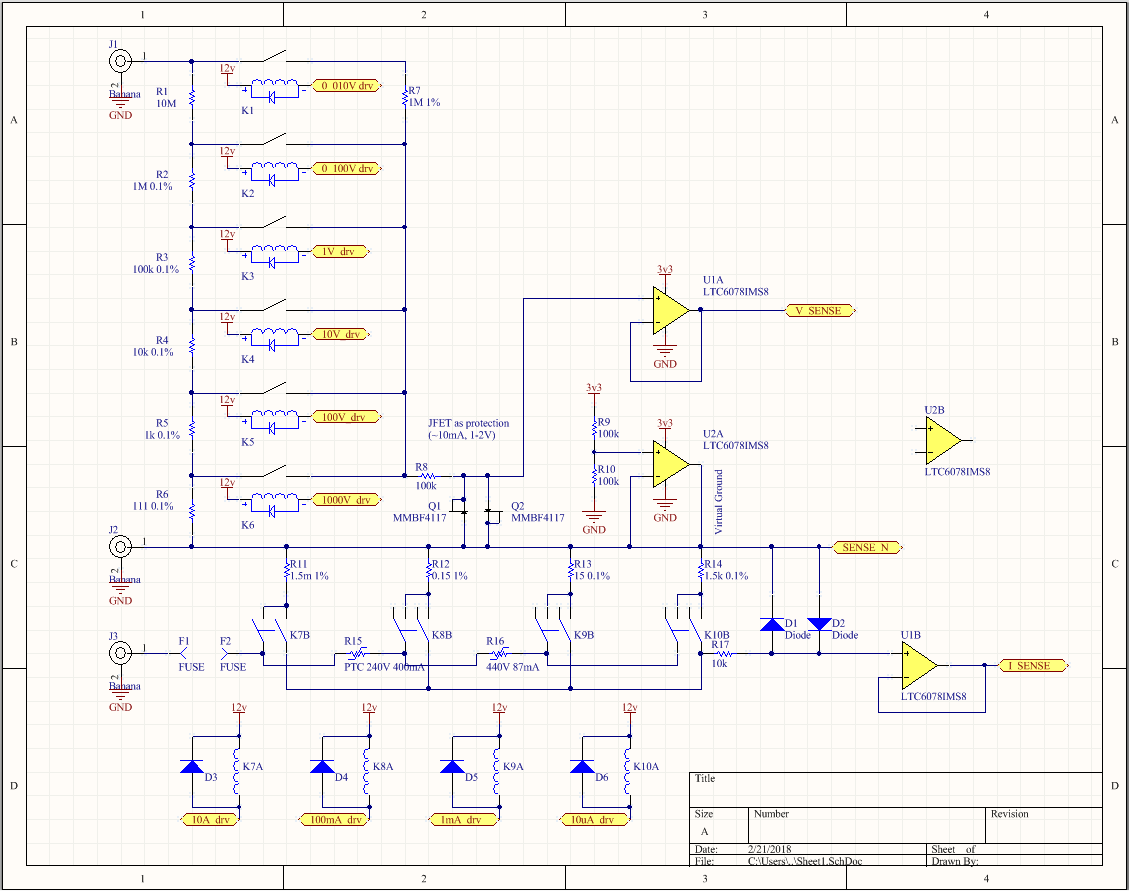 1 2 3 4
A
B
C
D
A
B
C
D
J1
1
2
Banana
GND
12v
+ -
K1
0_010V_drv
R1
10M
R7
1M 1%
12v
+ -
K2
0_100V_drv
R2
1M 0.1%
12v
+ -
K3
1V_drv
R3
100k 0.1%
12v
+ -
K4
10V_drv
R4
10k 0.1%
12v
+ -
K5
100V_drv
R5
1k 0.1%
12v
+ -
K6
1000V_drv
R6
111 0.1%
JFET as protection
(~10mA, 1-2V)
R8
100k
Q1
MMBF4117
Q2
MMBF4117
3v3
U1A
LTC6078IMS8
+
-
GND
V_SENSE
3v3
R9
100k
R10
100k
GND
3v3
U2A
LTC6078IMS8
+
-
GND
Virtual Ground
U2B
+
-
LTC6078IMS8
J2
1
2
Banana
GND
SENSE_N
R11
1.5m 1%
R12
0.15 1%
R13
15 0.1%
R14
1.5k 0.1%
K7B
K8B
K9B
K10B
D1
Diode
D2
Diode
J3
1
2
Banana
GND
F1
FUSE
F2
FUSE
R15
PTC 240V 400mA
R16
440V 87mA
R17
10k
U1B
+
-
LTC6078IMS8
I_SENSE
12v
D3
K7A
10A_drv
12v
D4
K8A
100mA_drv
12v
D5
K9A
1mA_drv
12v
D6
K10A
10uA_drv
Title
Size
A
Number
Revision
Date: 2/21/2018 Sheet of
File: C:\Users\..\Sheet1.SchDoc Drawn By:
1 2 3 4